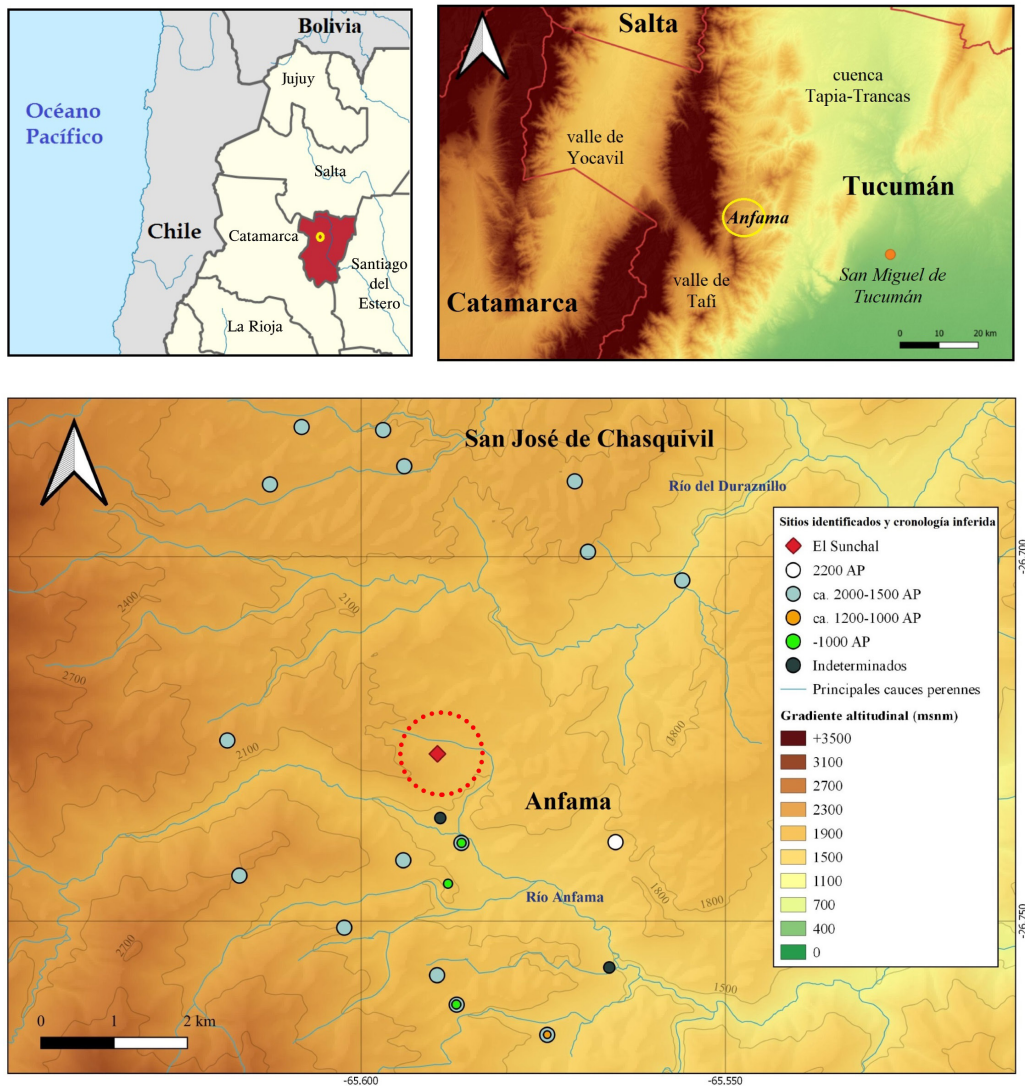 Bolivia
Jujuy
Océano
Pacífico
Salta
Chile
Catamarca
Santiago
del
Estero
La Rioja
Salta
cuenca
Tapia-Trancas
valle de
Yocavil
Tucumán
Anfama
valle de
Tafí
San Miguel de
Tucumán
Catamarca
0 10 20 km
San José de Chasquivil
Río del Duraznillo
Sitios identificados y cronología inferida
El Sunchal
2200 AP
ca. 2000-1500 AP
ca. 1200-1000 AP
-1000 AP
Indeterminados
Principales cauces perennes
Gradiente altitudinal (msnm)
+3500
3100
2700
2300
1900
1500
1100
700
400
0
-26.700
2400
2100
2700
1800
2100
Anfama
Río Anfama
1800
1800
2700
1500
-26.750
0 1 2 km
-65.600
-65.550